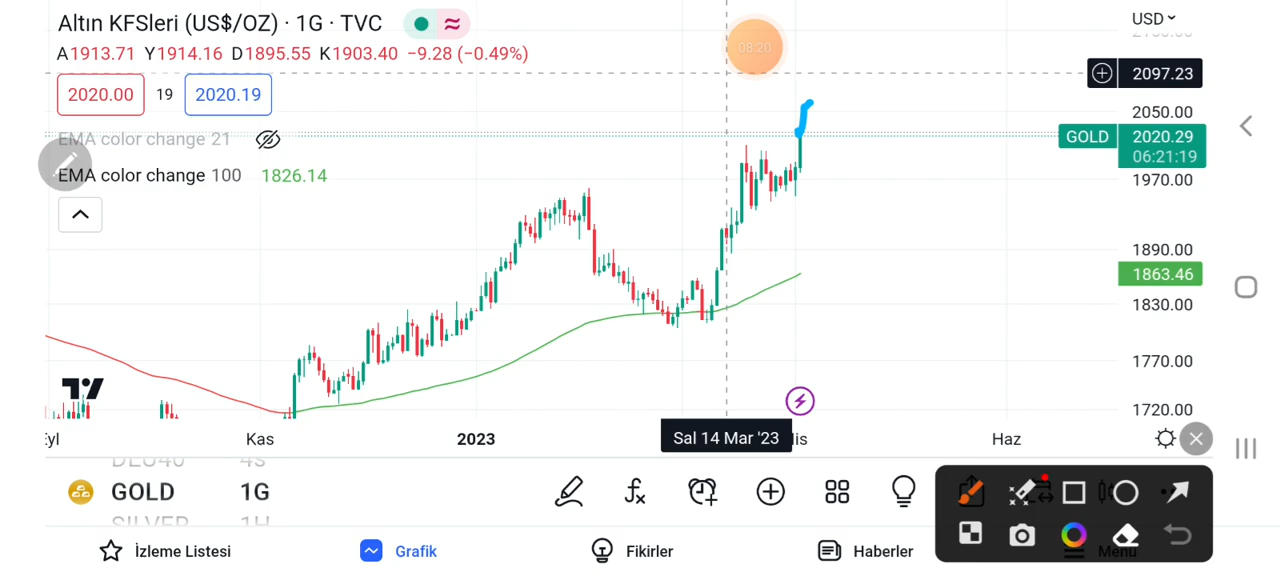 Altın KFSleri (US$/OZ) · 1G · TVC
USD
A1913.71 Y1914.16 D1895.55 K1903.40 −9.28 (−0.49%)
08:20
2097.23
2020.00 19 2020.19
2050.00
EMA color change 21
GOLD 2020.29
06:21:19
EMA color change 100 1826.14
1970.00
1890.00
1863.46
1830.00
1770.00
1720.00
Kas 2023 Sal 14 Mar '23 Haz
GOLD 1G
SILVER 1H
İzleme Listesi Grafik Fikirler Haberler Menü